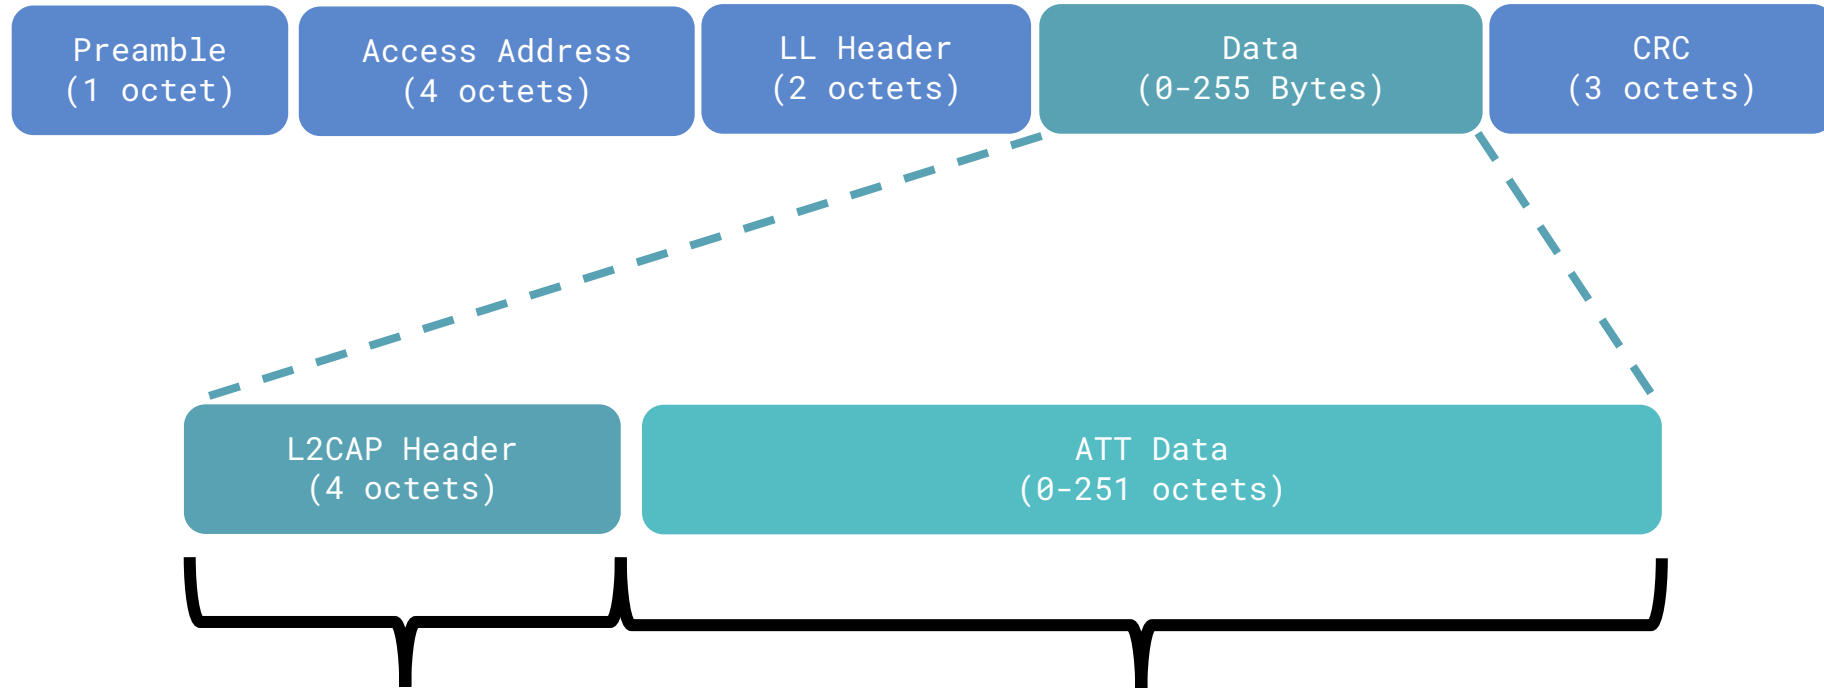 Preamble
(1 octet)
Access Address
(4 octets)
LL Header
(2 octets)
Data
(0-255 Bytes)
CRC
(3 octets)
L2CAP Header
(4 octets)
ATT Data
(0-251 octets)